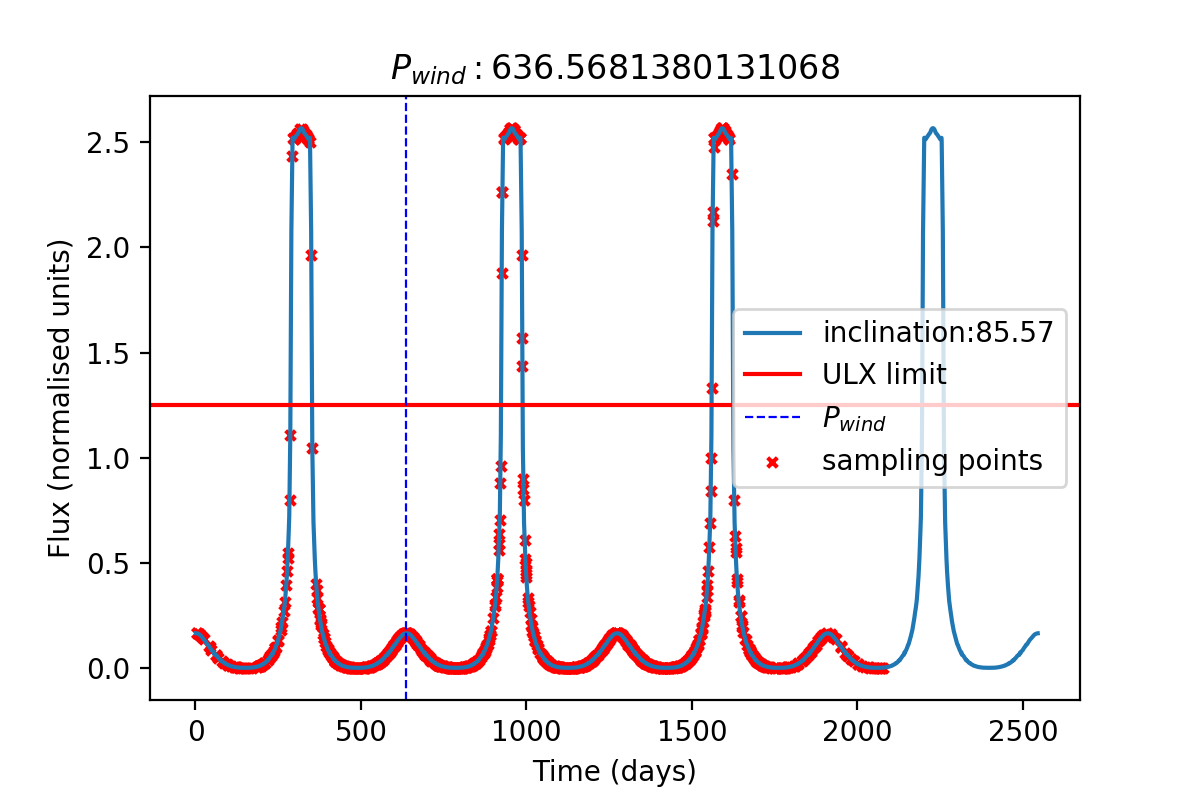 P_wind : 636.5681380131068
2.5
2.0
1.5
1.0
0.5
0.0
Flux (normalised units)
inclination:85.57
ULX limit
P_wind
sampling points
0 500 1000 1500 2000 2500
Time (days)